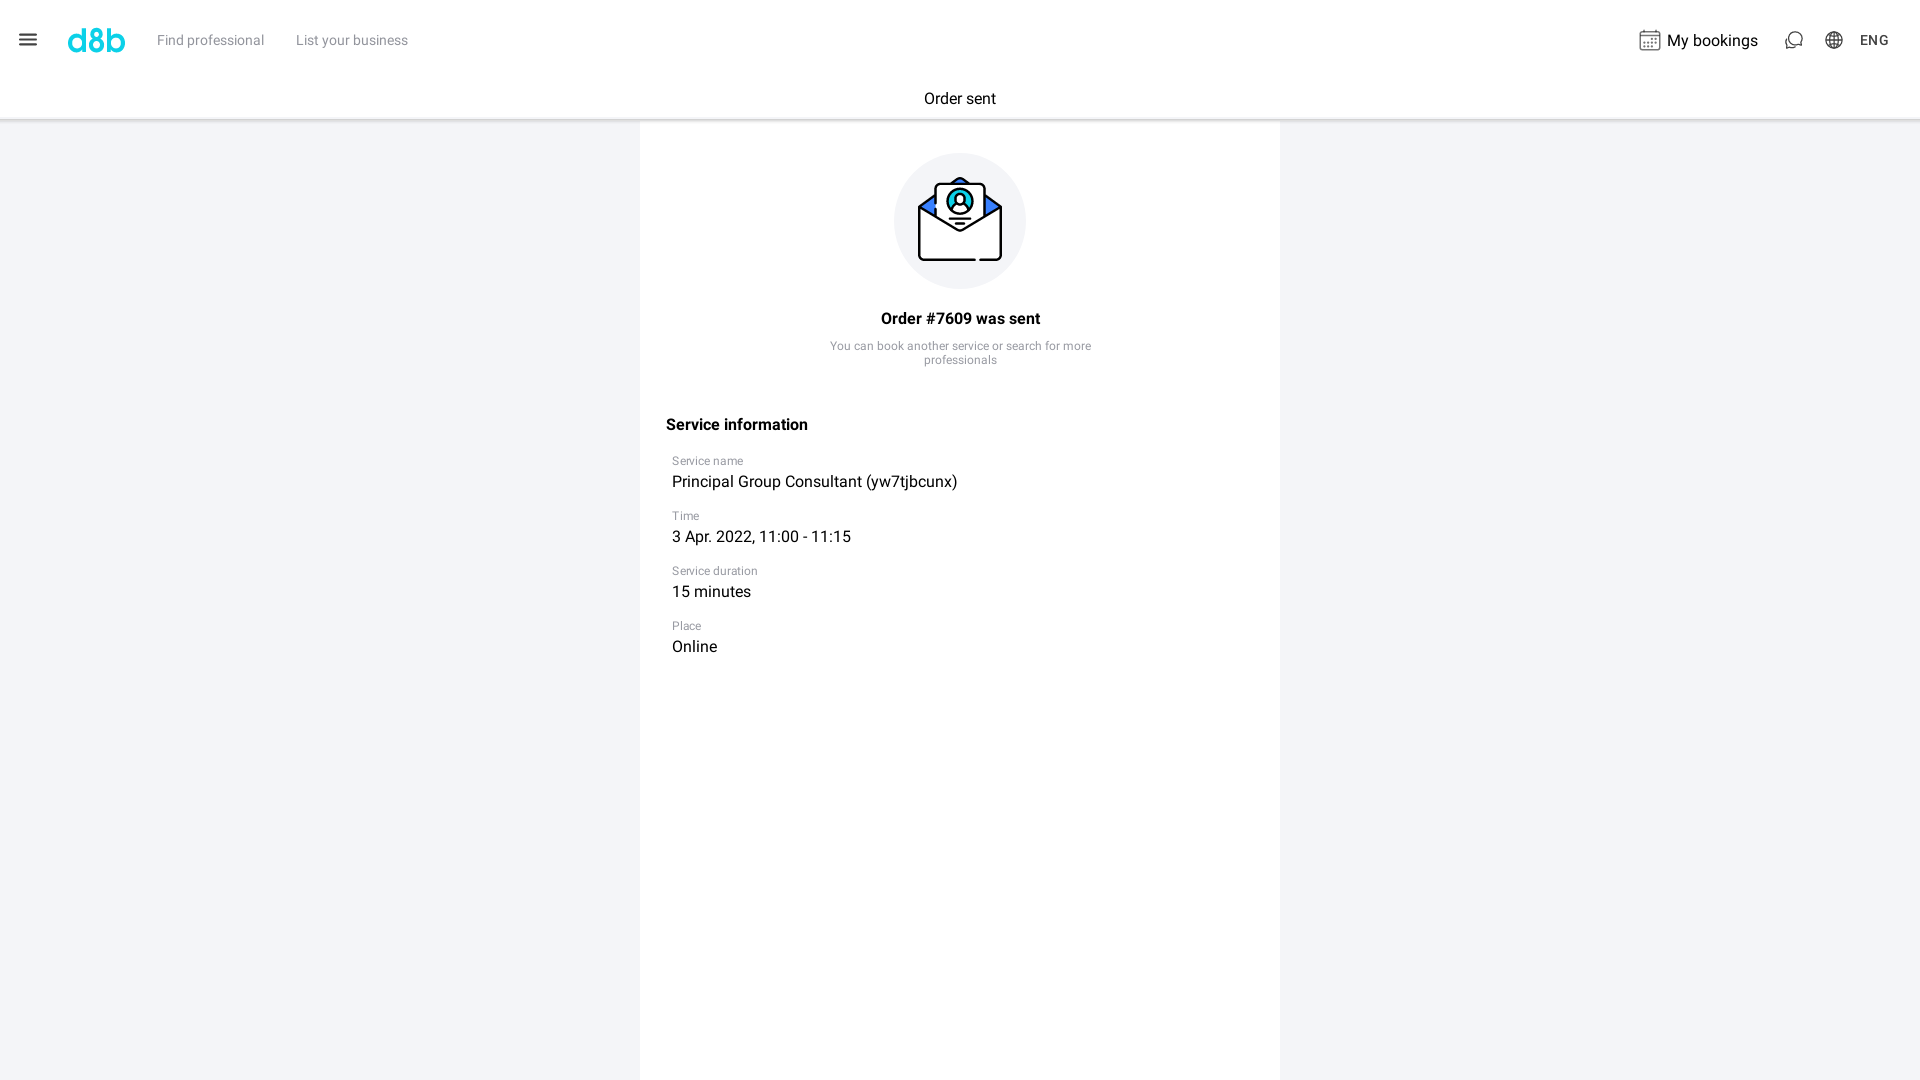 d8b
Find professional
List your business
My bookings
ENG
Order sent
Order #7609 was sent
You can book another service or search for more
professionals
Service information
Service name
Principal Group Consultant (yw7tjbcunx)
Time
3 Apr. 2022, 11:00 - 11:15
Service duration
15 minutes
Place
Online